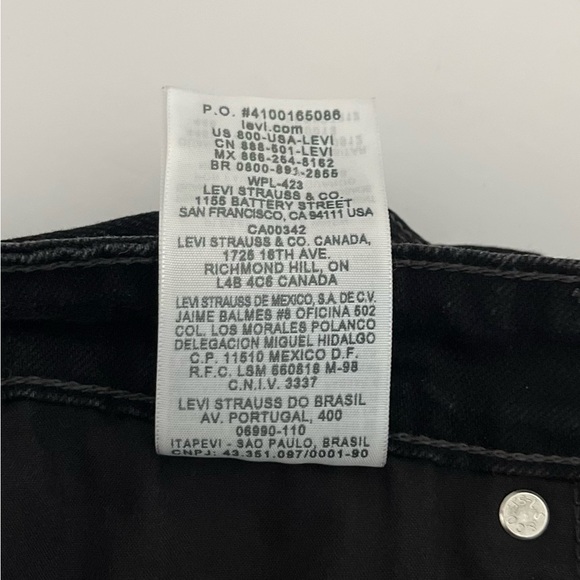 P.O. #4100165086
levi.com
US 800-USA-LEVI
CN 888-501-LEVI
MX 866-254-8162
BR 0800-891-2855
WPL-423
LEVI STRAUSS & CO.
1155 BATTERY STREET
SAN FRANCISCO, CA 94111 USA
CA00342
LEVI STRAUSS & CO. CANADA,
1725 16TH AVE.
RICHMOND HILL, ON
L4B 4C6 CANADA
LEVI STRAUSS DE MEXICO, S.A. DE C.V.
JAIME BALMES #8 OFICINA 502
COL. LOS MORALES POLANCO
DELEGACION MIGUEL HIDALGO
C.P. 11510 MEXICO D.F.
R.F.C. LSM 650816 M-98
C.N.I.V. 3337
LEVI STRAUSS DO BRASIL
AV. PORTUGAL, 400
06990-110
ITAPEVI - SAO PAULO, BRASIL
CNPJ: 43.351.097/0001-90